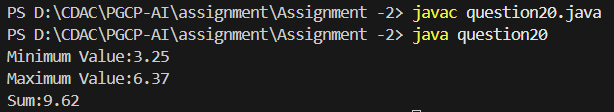 PS D:\CDAC\PGCP-AI\assignment\Assignment -2> javac question20.java
PS D:\CDAC\PGCP-AI\assignment\Assignment -2> java question20
Minimum Value:3.25
Maximum Value:6.37
Sum:9.62